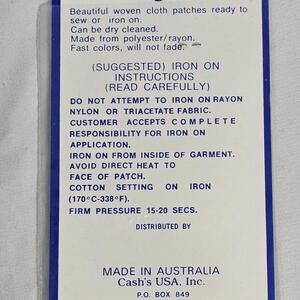 Beautiful woven cloth patches ready to
sew or iron on.
Can be dry cleaned.
Made from polyester/rayon.
Fast colors, will not fade.
(SUGGESTED) IRON ON
INSTRUCTIONS
(READ CAREFULLY)
DO NOT ATTEMPT TO IRON ON RAYON
NYLON OR TRIACETATE FABRIC.
CUSTOMER ACCEPTS COMPLETE
RESPONSIBILITY FOR IRON ON
APPLICATION.
IRON ON FROM INSIDE OF GARMENT.
AVOID DIRECT HEAT TO
FACE OF PATCH.
COTTON SETTING ON IRON
(170°C-338°F).
FIRM PRESSURE 15-20 SECS.
DISTRIBUTED BY
MADE IN AUSTRALIA
Cash's USA, Inc.
P.O. BOX 849